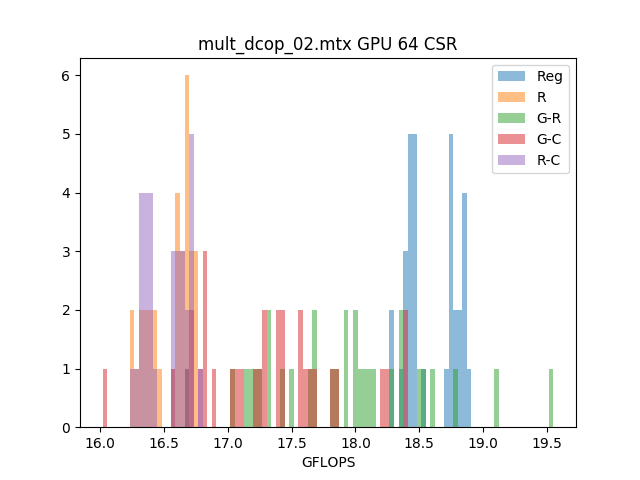 mult_dcop_02.mtx GPU 64 CSR
6
5
4
3
2
1
0
Reg
R
G-R
G-C
R-C
16.0 16.5 17.0 17.5 18.0 18.5 19.0 19.5
GFLOPS